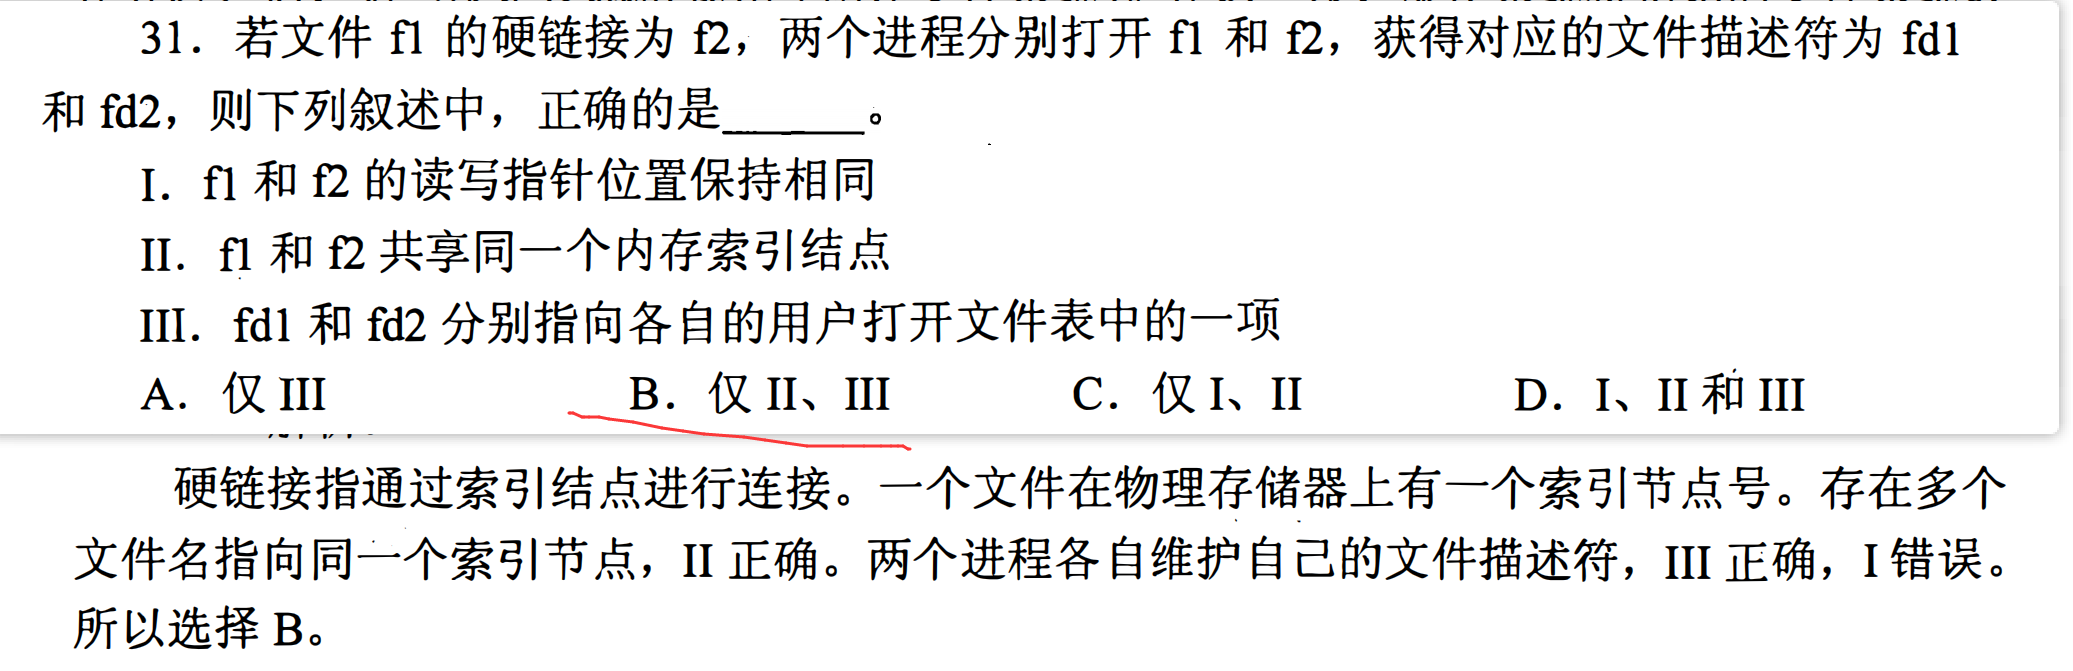 31. 若文件 f1 的硬链接为 f2，两个进程分别打开 f1 和 f2，获得对应的文件描述符为 fd1
和 fd2，则下列叙述中，正确的是______。
I. f1 和 f2 的读写指针位置保持相同
II. f1 和 f2 共享同一个内存索引结点
III. fd1 和 fd2 分别指向各自的用户打开文件表中的一项
A. 仅 III B. 仅 II、III C. 仅 I、II D. I、II 和 III
硬链接指通过索引结点进行连接。一个文件在物理存储器上有一个索引节点号。存在多个
文件名指向同一个索引节点，II 正确。两个进程各自维护自己的文件描述符，III 正确，I 错误。
所以选择 B。